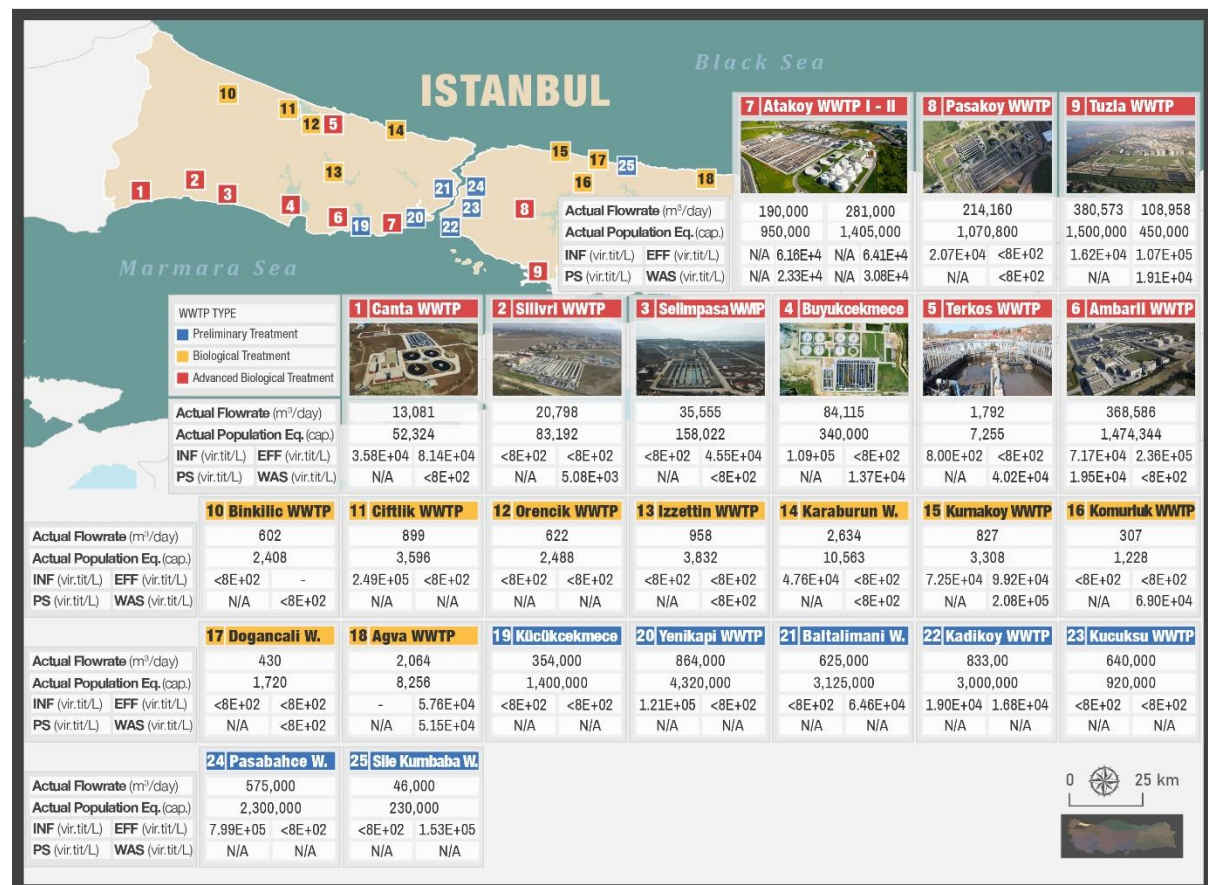 Black Sea
ISTANBUL
10
11
12 5
14
13
15
17
25
16
18
1
2
3
4
6
19
7
20
21
24
23
22
8
9
Marmara Sea
7 Atakoy WWTP I - II 8 Pasakoy WWTP 9 Tuzla WWTP
Actual Flowrate (m³/day) 190,000 281,000 214,160 380,573 108,958
Actual Population Eq. (cap.) 950,000 1,405,000 1,070,800 1,500,000 450,000
INF (vir.tit/L) EFF (vir.tit/L) N/A 6.16E+4 N/A 6.41E+4 2.07E+04 <8E+02 1.62E+04 1.07E+05
PS (vir.tit/L) WAS (vir.tit/L) N/A 2.33E+4 N/A 3.08E+4 N/A <8E+02 N/A 1.91E+04
WWTP TYPE
Preliminary Treatment
Biological Treatment
Advanced Biological Treatment
1 Canta WWTP 2 Silivri WWTP 3 Selimpasa WWTP 4 Buyukcekmece 5 Terkos WWTP 6 Ambarli WWTP
Actual Flowrate (m³/day) 13,081 20,798 35,555 84,115 1,792 368,586
Actual Population Eq. (cap.) 52,324 83,192 158,022 340,000 7,255 1,474,344
INF (vir.tit/L) EFF (vir.tit/L) 3.58E+04 8.14E+04 <8E+02 <8E+02 <8E+02 4.55E+04 1.09E+05 <8E+02 8.00E+02 <8E+02 7.17E+04 2.36E+05
PS (vir.tit/L) WAS (vir.tit/L) N/A <8E+02 N/A 5.08E+03 N/A <8E+02 N/A 1.37E+04 N/A 4.02E+04 1.95E+04 <8E+02
10 Binkilic WWTP 11 Ciftlik WWTP 12 Orencik WWTP 13 Izzettin WWTP 14 Karaburun W. 15 Kumakoy WWTP 16 Komurluk WWTP
Actual Flowrate (m³/day) 602 899 622 958 2,634 827 307
Actual Population Eq. (cap.) 2,408 3,596 2,488 3,832 10,563 3,308 1,228
INF (vir.tit/L) EFF (vir.tit/L) <8E+02 - 2.49E+05 <8E+02 <8E+02 <8E+02 <8E+02 <8E+02 4.76E+04 <8E+02 7.25E+04 9.92E+04 <8E+02 <8E+02
PS (vir.tit/L) WAS (vir.tit/L) N/A <8E+02 N/A N/A N/A N/A N/A <8E+02 N/A <8E+02 N/A 2.08E+05 N/A 6.90E+04
17 Dogancali W. 18 Agva WWTP 19 Kücükcekmece 20 Yenikapi WWTP 21 Baltalimani W. 22 Kadikoy WWTP 23 Kucuksu WWTP
Actual Flowrate (m³/day) 430 2,064 354,000 864,000 625,000 833,00 640,000
Actual Population Eq. (cap.) 1,720 8,256 1,400,000 4,320,000 3,125,000 3,000,000 920,000
INF (vir.tit/L) EFF (vir.tit/L) <8E+02 <8E+02 - 5.76E+04 <8E+02 <8E+02 1.21E+05 <8E+02 <8E+02 6.46E+04 1.90E+04 1.68E+04 <8E+02 <8E+02
PS (vir.tit/L) WAS (vir.tit/L) N/A <8E+02 N/A 5.15E+04 N/A N/A N/A N/A N/A N/A N/A N/A N/A N/A
24 Pasabahce W. 25 Sile Kumbaba W.
Actual Flowrate (m³/day) 575,000 46,000
Actual Population Eq. (cap.) 2,300,000 230,000
INF (vir.tit/L) EFF (vir.tit/L) 7.99E+05 <8E+02 <8E+02 1.53E+05
PS (vir.tit/L) WAS (vir.tit/L) N/A N/A N/A N/A
0 25 km